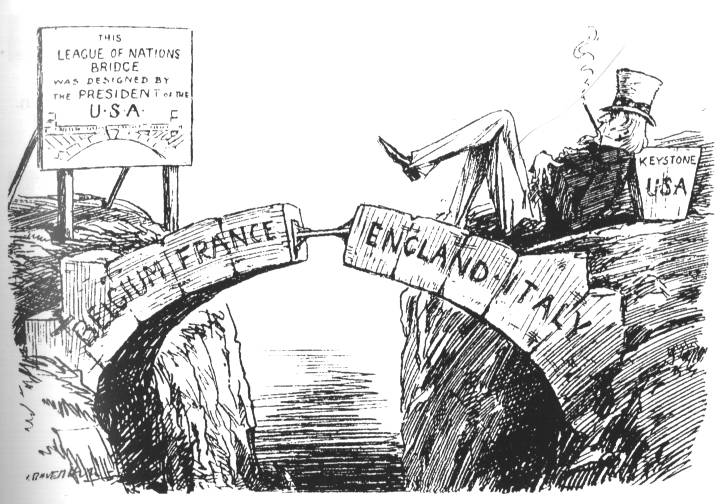 THIS
LEAGUE OF NATIONS
BRIDGE
WAS DESIGNED BY
THE PRESIDENT OF THE
U.S.A.
KEYSTONE
USA
BELGIUM FRANCE
ENGLAND ITALY